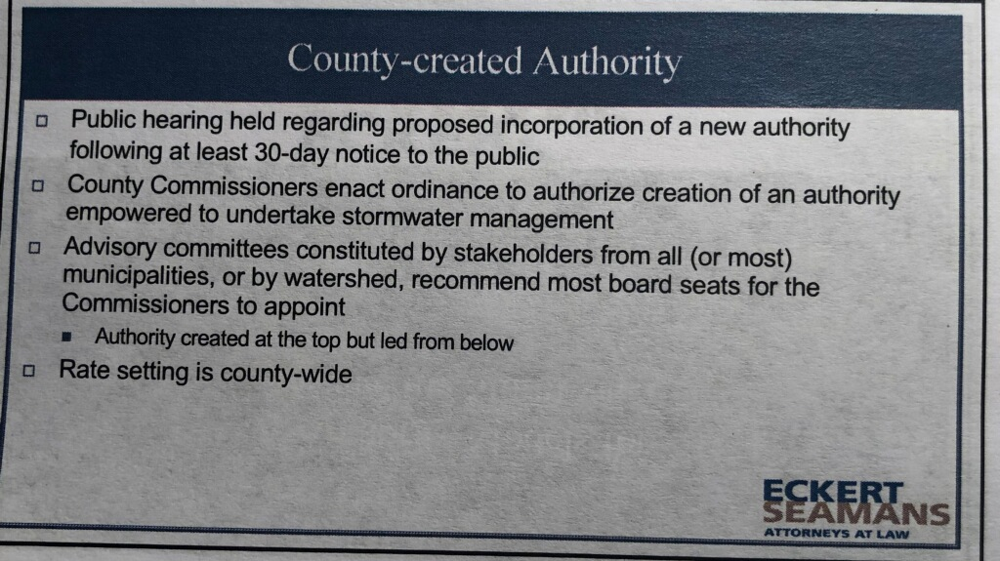 County-created Authority
Public hearing held regarding proposed incorporation of a new authority
following at least 30-day notice to the public
County Commissioners enact ordinance to authorize creation of an authority
empowered to undertake stormwater management
Advisory committees constituted by stakeholders from all (or most)
municipalities, or by watershed, recommend most board seats for the
Commissioners to appoint
Authority created at the top but led from below
Rate setting is county-wide
ECKERT
SEAMANS
ATTORNEYS AT LAW